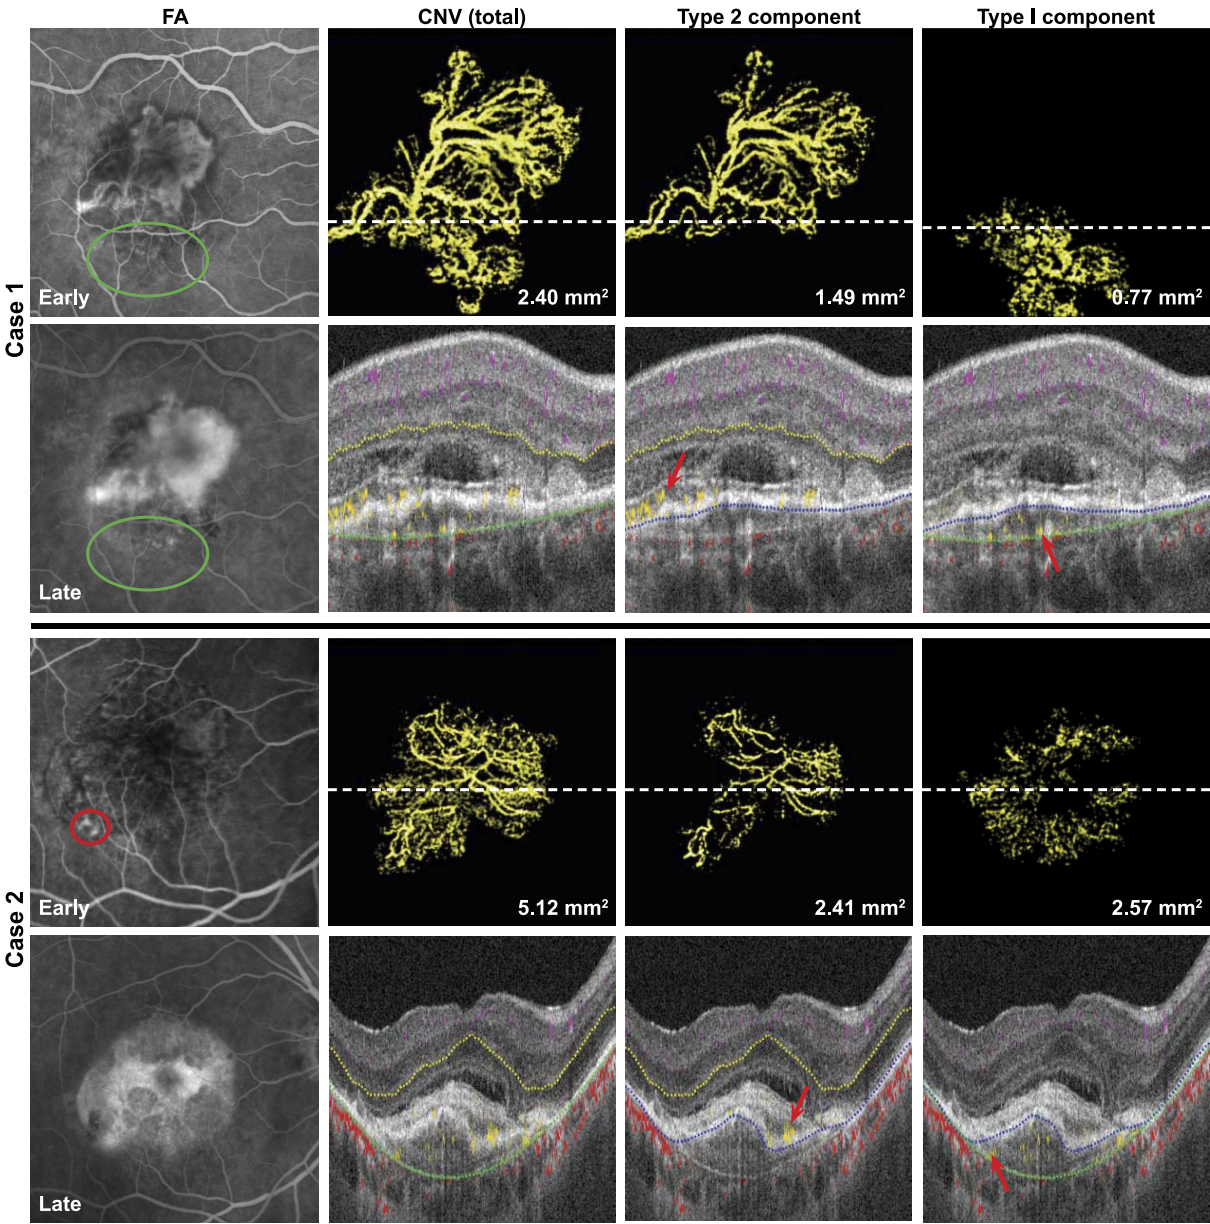 FA
CNV (total)
Type 2 component
Type I component
Case 1
Early
2.40 mm²
1.49 mm²
0.77 mm²
Late
Case 2
Early
5.12 mm²
2.41 mm²
2.57 mm²
Late